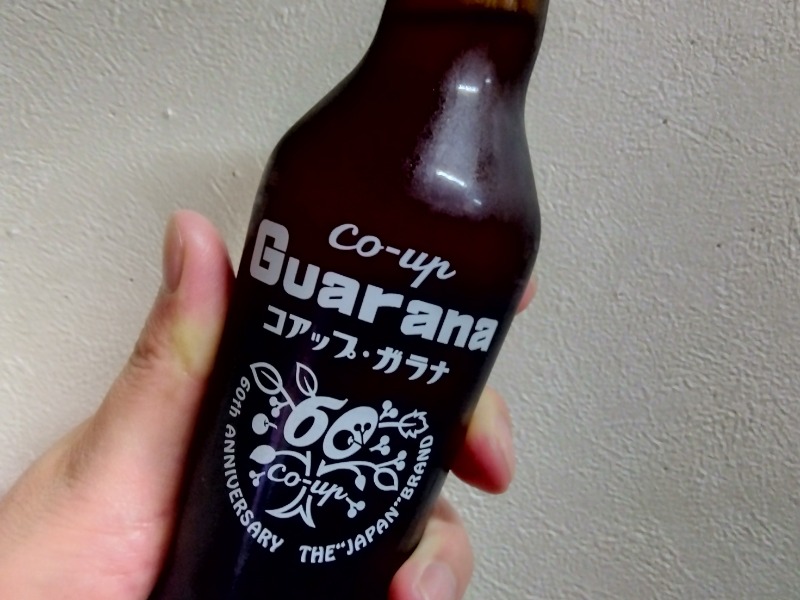 co-up
Guarana
コアップ・ガラナ
60
co-up
60th ANNIVERSARY THE "JAPAN" BRAND